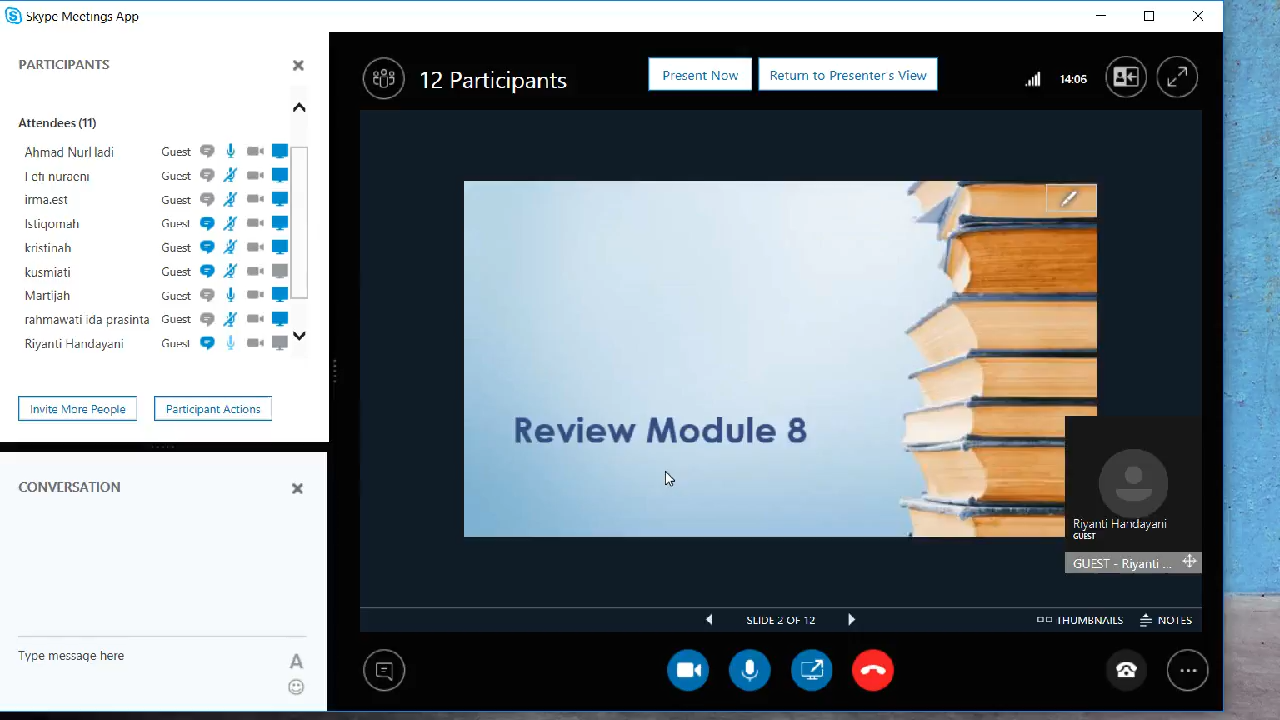 Skype Meetings App
PARTICIPANTS
Attendees (11)
Ahmad Nurl ladi Guest
Guest
irma.est Guest
Istiqomah Guest
kristinah Guest
kusmiati Guest
Martijah Guest
rahmawati ida prasinta Guest
Riyanti Handayani Guest
Invite More People
Participant Actions
CONVERSATION
Type message here
A
12 Participants
Present Now
Return to Presenter's View
14:06
Review Module 8
Riyanti Handayani
GUEST
GUEST - Riyanti ...
SLIDE 2 OF 12
THUMBNAILS
NOTES